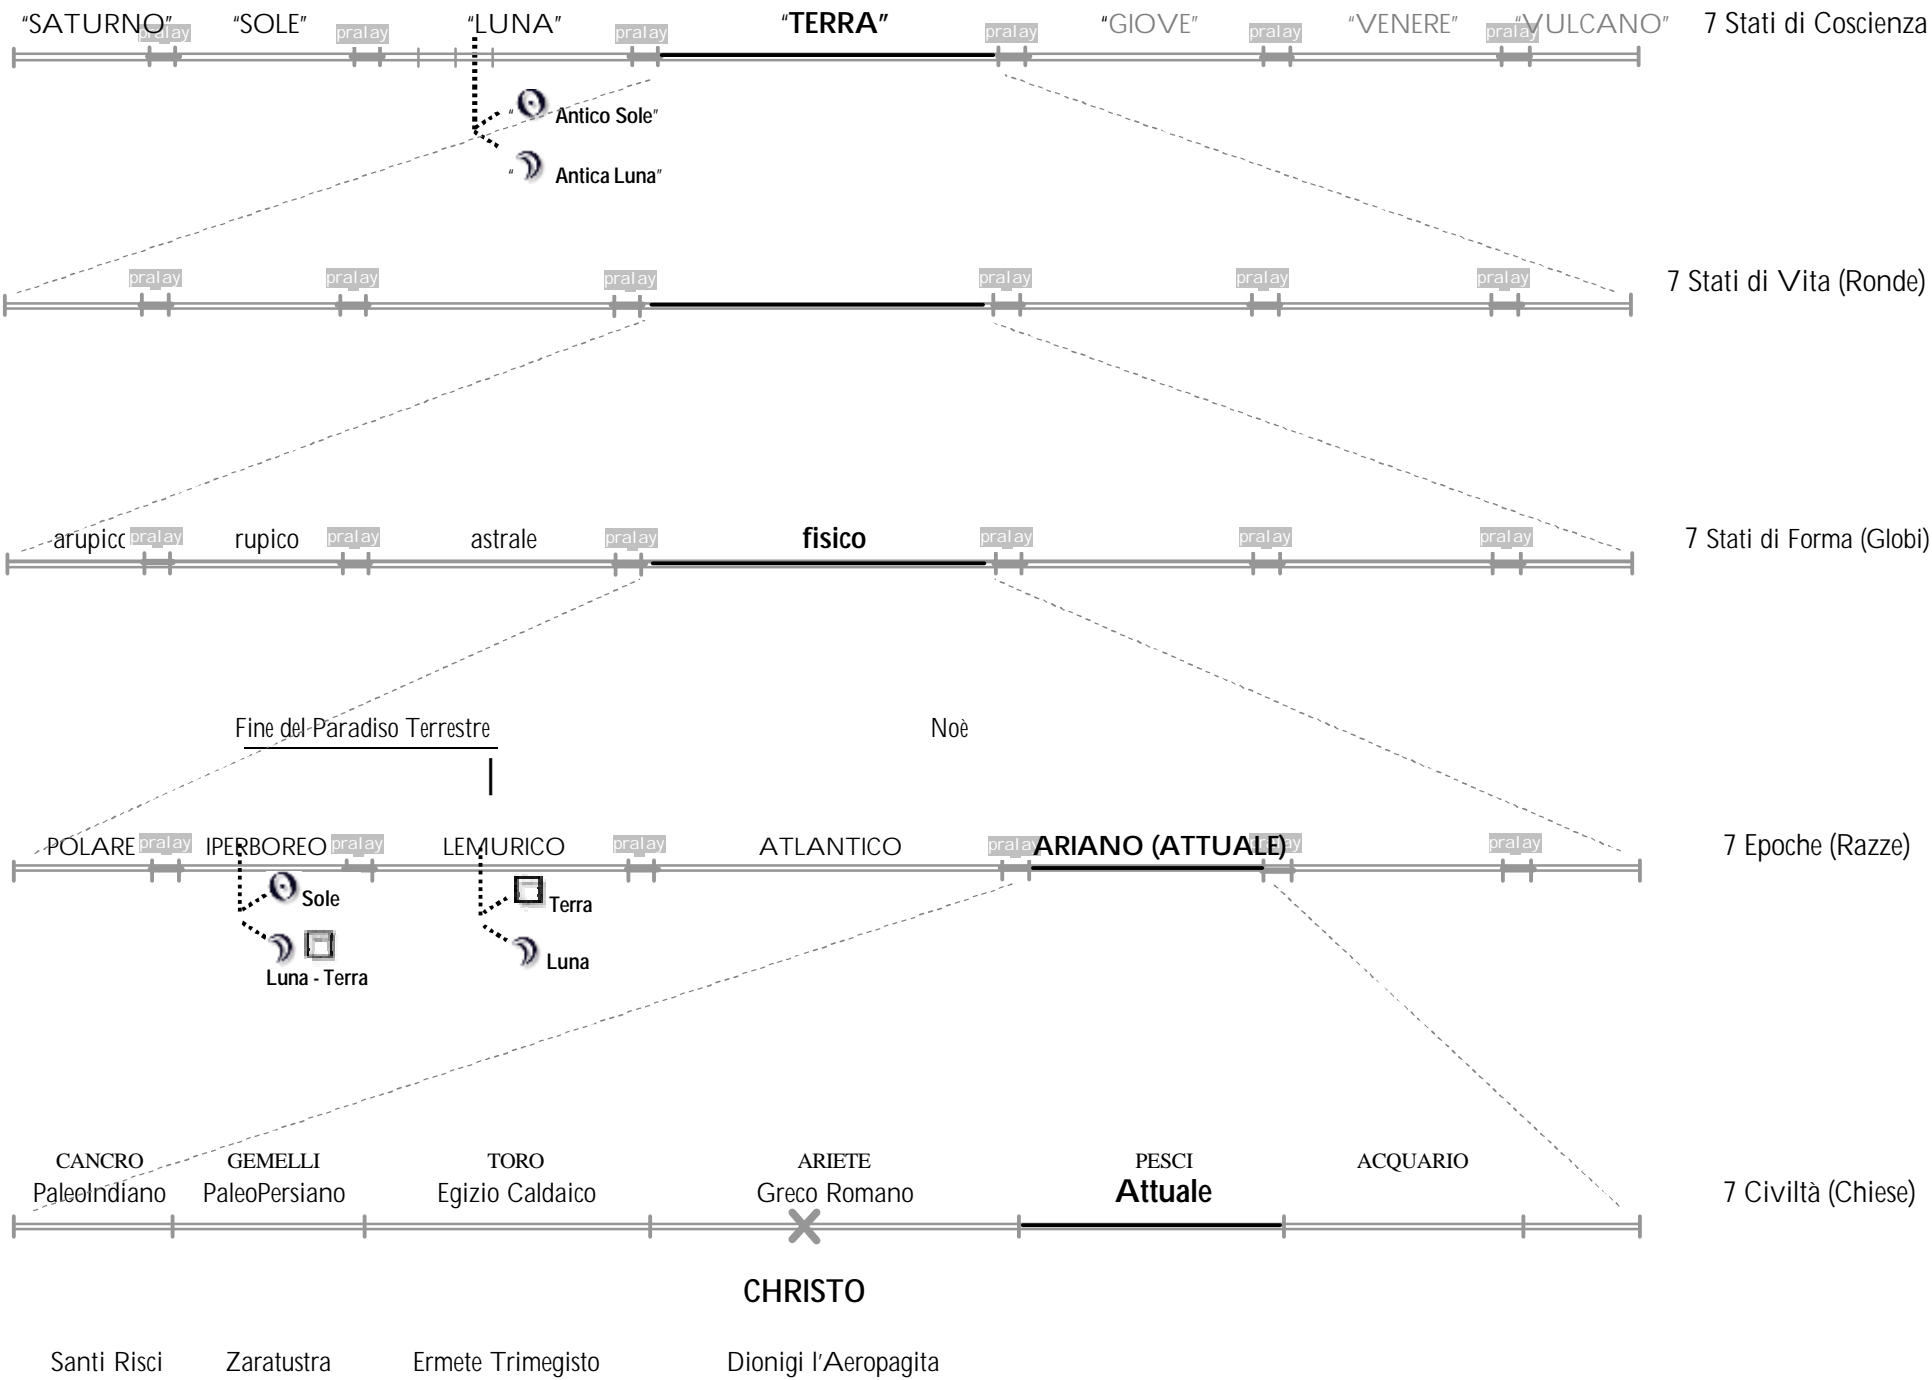 “SATURNO” “SOLE” “LUNA” “TERRA” “GIOVE” “VENERE” “VULCANO” 7 Stati di Coscienza
pralay pralay pralay pralay pralay pralay
“ Antico Sole”
“ Antica Luna”
pralay pralay pralay pralay pralay pralay 7 Stati di Vita (Ronde)
arupico pralay rupico pralay astrale pralay fisico pralay pralay pralay 7 Stati di Forma (Globi)
Fine del Paradiso Terrestre Noè
POLARE pralay IPERBOREO pralay LEMURICO pralay ATLANTICO pralay ARIANO (ATTUALE) pralay pralay 7 Epoche (Razze)
Sole Terra
Luna - Terra Luna
CANCRO GEMELLI TORO ARIETE PESCI ACQUARIO
PaleoIndiano PaleoPersiano Egizio Caldaico Greco Romano Attuale 7 Civiltà (Chiese)
CHRISTO
Santi Risci Zaratustra Ermete Trimegisto Dionigi l'Aeropagita